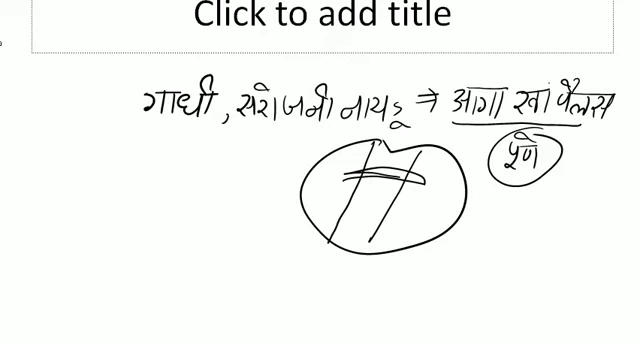 Click to add title
गाधी, सरोजनी नायडू ⇒ आगा खां पैलेस
पूणे